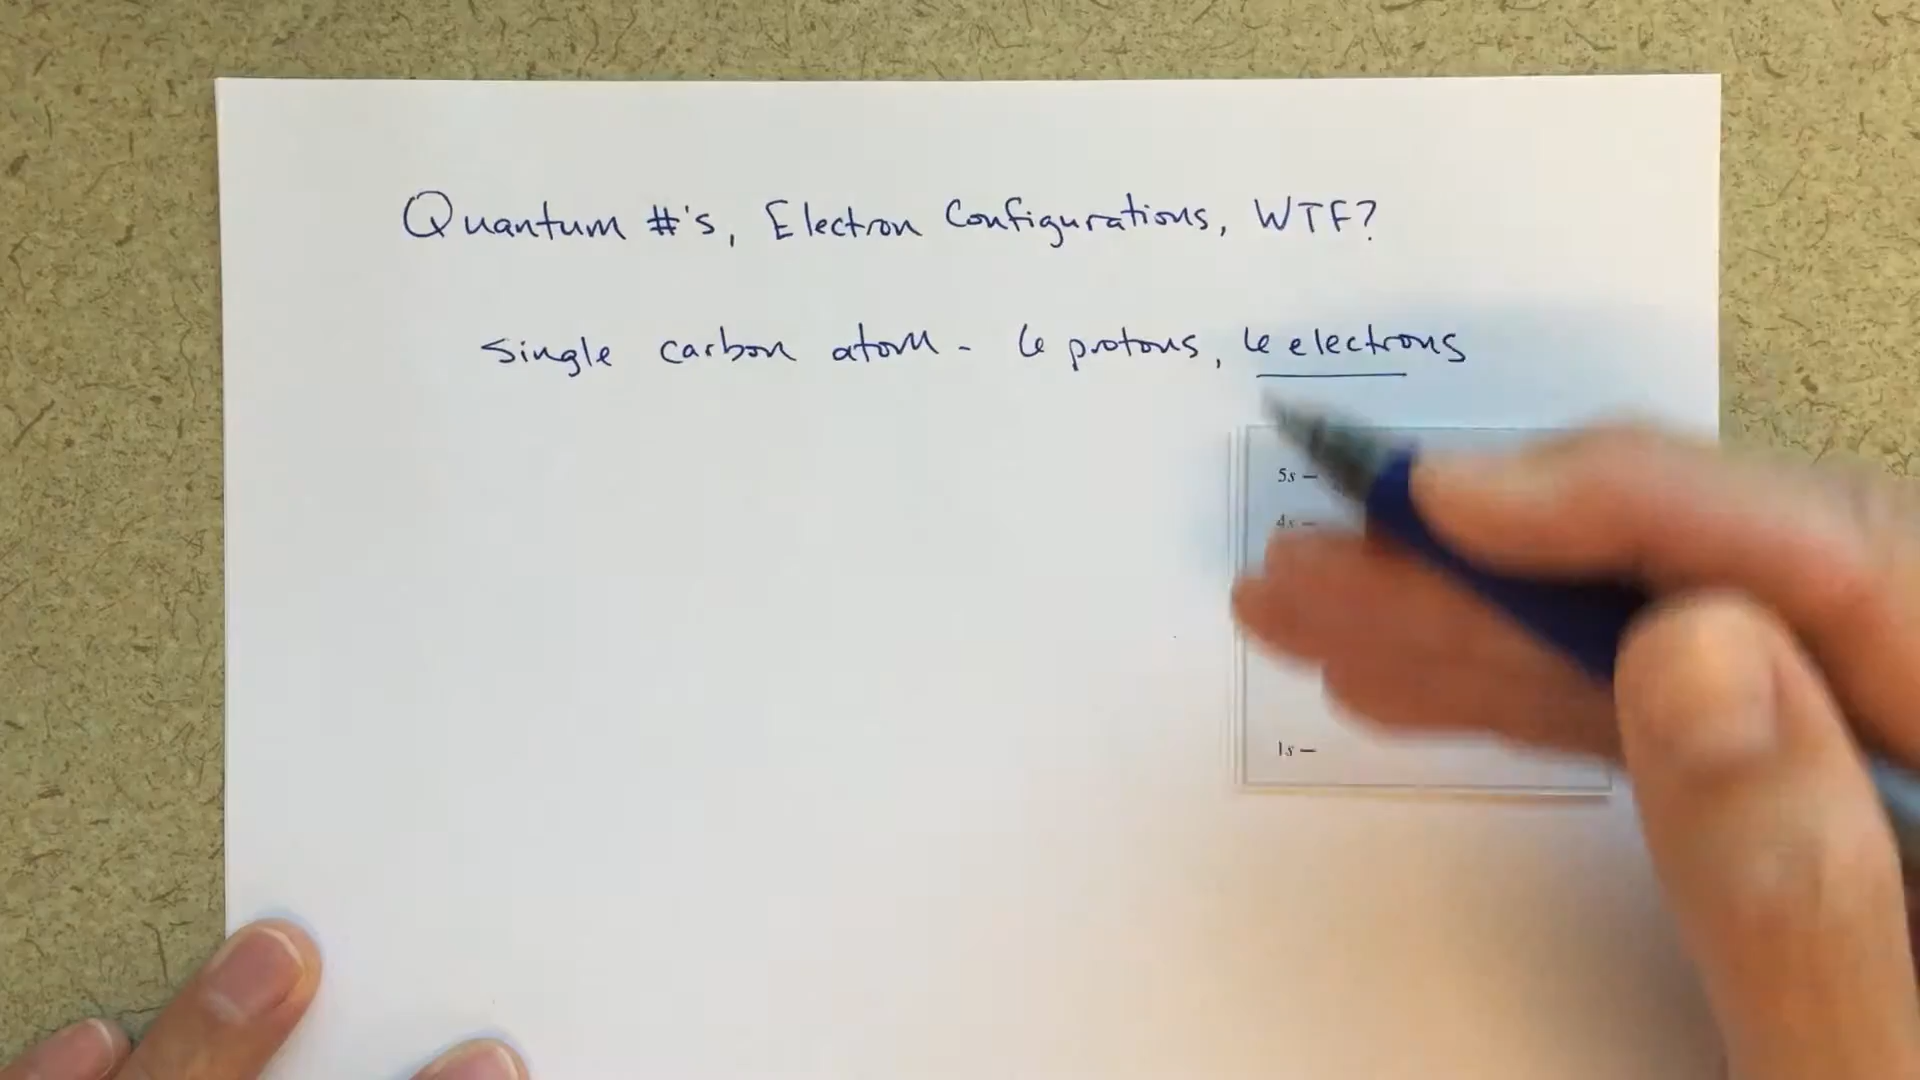 Quantum #'s, Electron Configurations, WTF?
Single carbon atom - 6 protons, 6 electrons
5s —
4s —
1s —